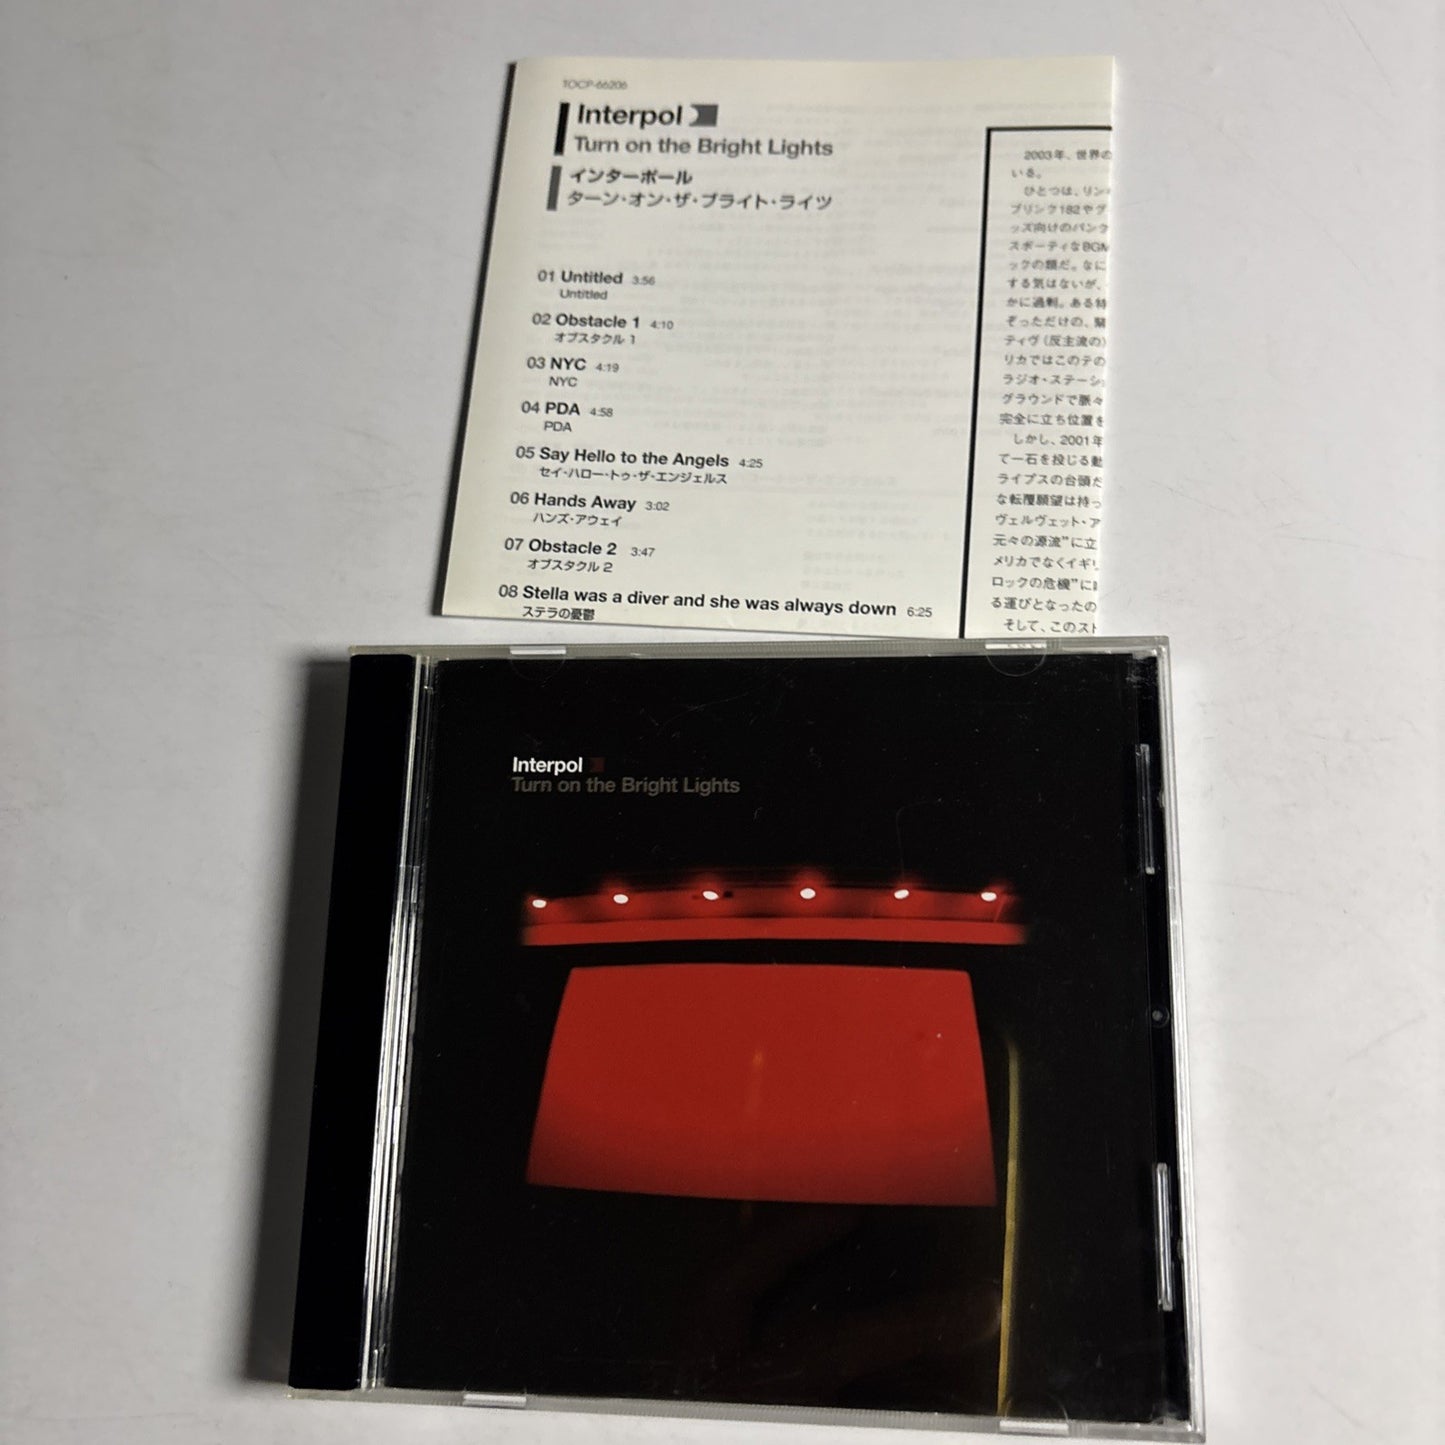 TOCP-66206
Interpol
Turn on the Bright Lights
インターポール
ターン・オン・ザ・ブライト・ライツ
01 Untitled 3:56
Untitled
02 Obstacle 1 4:10
オブスタクル 1
03 NYC 4:19
NYC
04 PDA 4:58
PDA
05 Say Hello to the Angels 4:25
セイ・ハロー・トゥ・ザ・エンジェルス
06 Hands Away 3:02
ハンズ・アウェイ
07 Obstacle 2 3:47
オブスタクル 2
08 Stella was a diver and she was always down 6:25
ステラの憂鬱
2003年、世界の
いる。
ひとつは、リンキ
ブリンク182やグ
ッズ向けのパンク
スポーティなBGM
ックの類だ。なに
する気はないが、
かに過剰。ある特
ぞっただけの、
ティヴ（反主流の）
リカではこのテの
ラジオ・ステーショ
グラウンドで脈々
完全に立ち位置を
しかし、2001年
て一石を投じる動
ライプスの台頭だ
な転覆願望は持っ
ヴェルヴェット・ア
元々の源流”に立
メリカでなくイギリ
ロックの危機”に
る運びとなったの
そして、このスト
Interpol
Turn on the Bright Lights